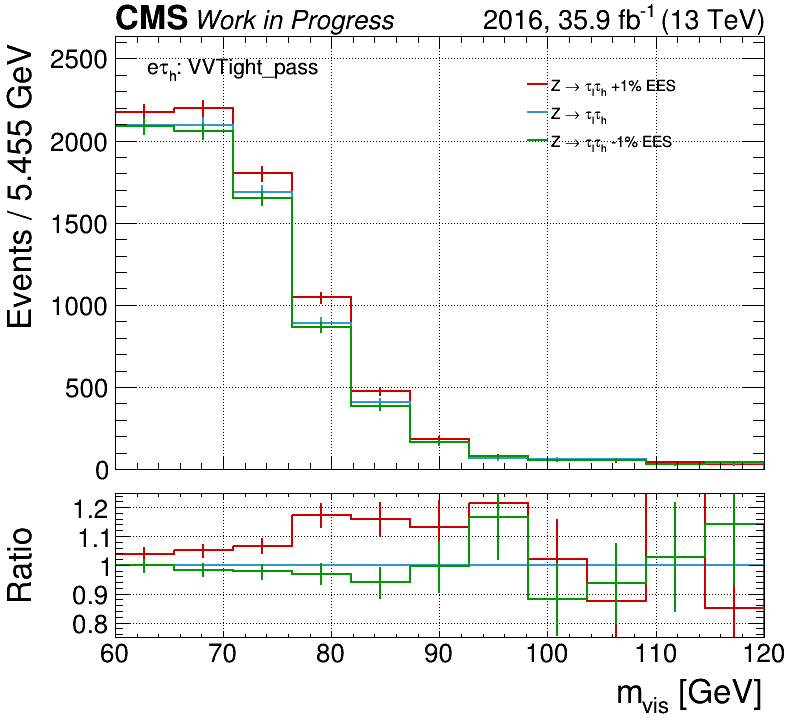 CMS Work in Progress 2016, 35.9 fb⁻¹ (13 TeV)
eτₕ: VVTight_pass
Z → τₗτₕ +1% EES
Z → τₗτₕ
Z → τₗτₕ -1% EES
Events / 5.455 GeV
2500
2000
1500
1000
500
0
Ratio
1.2
1.1
1
0.9
0.8
60 70 80 90 100 110 120
m_vis [GeV]